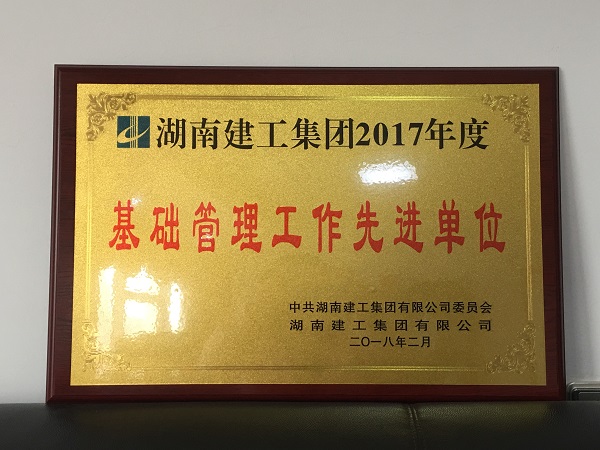 湖南建工集团2017年度
基础管理工作先进单位
中共湖南建工集团有限公司委员会
湖南建工集团有限公司
二〇一八年二月